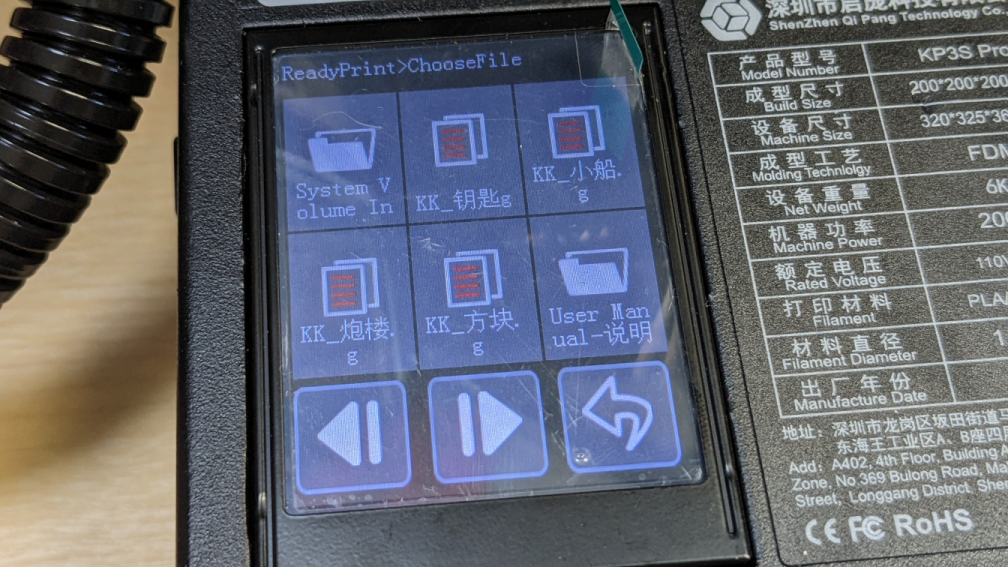 深圳市启庞科技有限
ShenZhen Qi Pang Technology Co.
ReadyPrint>ChooseFile
System V
olume In
KK_钥匙g
KK_小船.
g
KK_炮楼.
g
KK_方块.
g
User Man
ual-说明
产品型号
Model Number
KP3S
成型尺寸
Build Size
200*200*200
设备尺寸
Machine Size
320*325*3
成型工艺
Molding Technlolgy
FDM
设备重量
Net Weight
机器功率
Machine Power
额定电压
Rated Voltage
110V
打印材料
Filament
PLA
材料直径
Filament Diameter
出厂年份
Manufacture Date
地址：深圳市龙岗区坂田街道
东海王工业区A、B座四
Add: A402, 4th Floor, Building A
Zone, No.369 Bulong Road, Ma
Street, Longgang District, Shen
CE FC RoHS